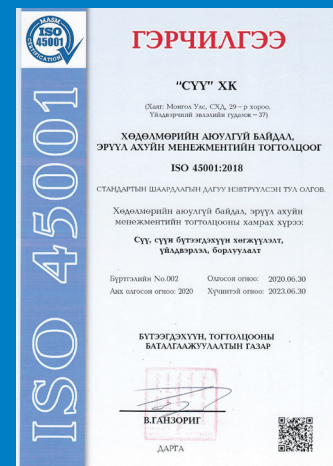 MASM
ISO
45001
CERTIFICATION
ISO 45001
ГЭРЧИЛГЭЭ
“СҮҮ” ХК
(Хаяг: Монгол Улс, СХД, 29 – р хороо,
Үйлдвэрчний эвлэлийн гудамж – 37)
ХӨДӨЛМӨРИЙН АЮУЛГҮЙ БАЙДАЛ,
ЭРҮҮЛ АХУЙН МЕНЕЖМЕНТИЙН ТОГТОЛЦООГ
ISO 45001:2018
СТАНДАРТЫН ШААРДЛАГЫН ДАГУУ НЭВТРҮҮЛСЭН ТУЛ ОЛГОВ.
Хөдөлмөрийн аюулгүй байдал, эрүүл ахуйн
менежментийн тогтолцооны хамрах хүрээ:
Сүү, сүүн бүтээгдэхүүн хөгжүүлэлт,
үйлдвэрлэл, борлуулалт
Бүртгэлийн No.002 Олгосон огноо: 2020.06.30
Анх олгосон огноо: 2020 Хүчинтэй огноо: 2023.06.30
БҮТЭЭГДЭХҮҮН, ТОГТОЛЦООНЫ
БАТАЛГААЖУУЛАЛТЫН ГАЗАР
В.ГАНЗОРИГ
ДАРГА